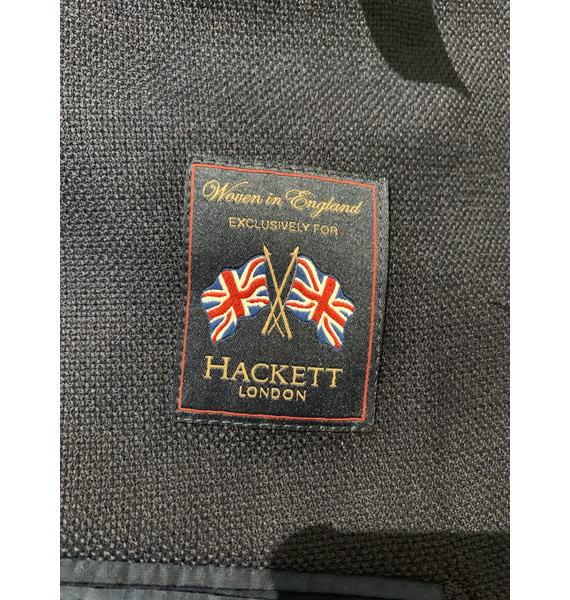 Woven in England
EXCLUSIVELY FOR
HACKETT
LONDON